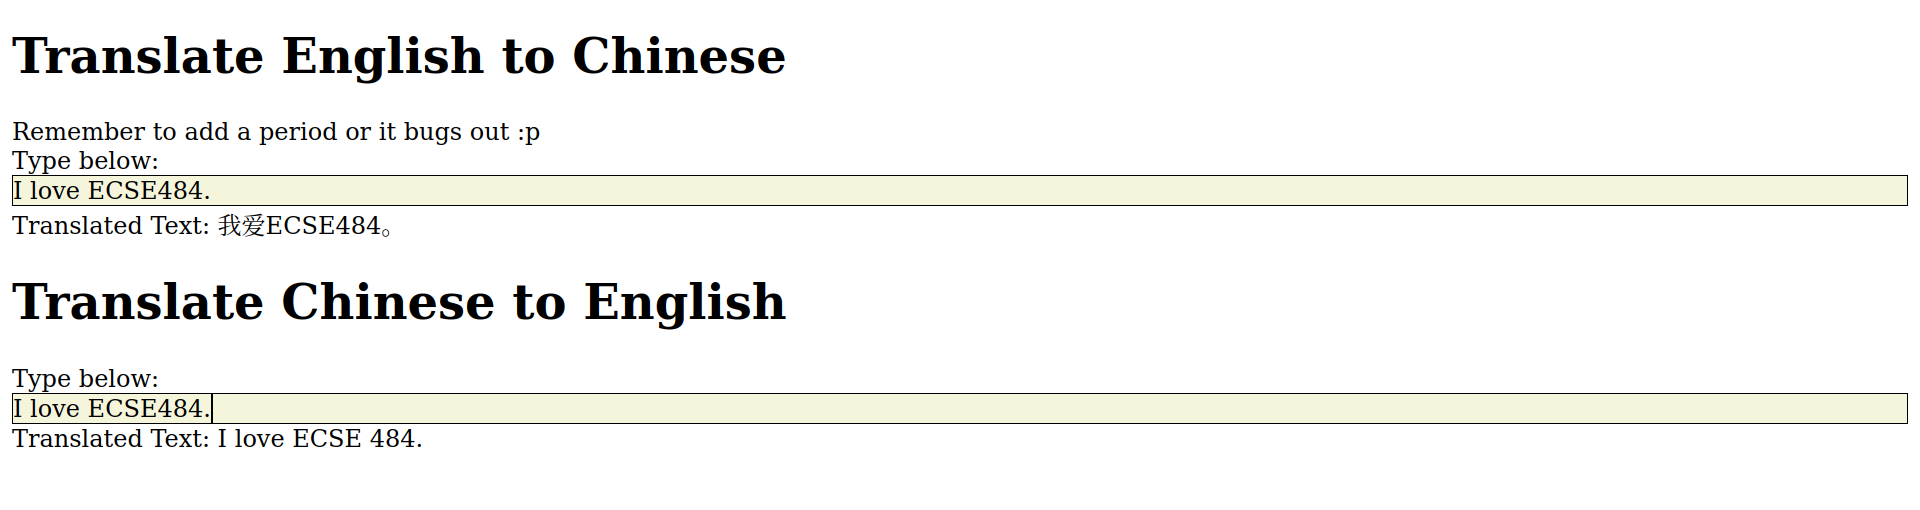 Translate English to Chinese
Remember to add a period or it bugs out :p
Type below:
I love ECSE484.
Translated Text: 我爱ECSE484。
Translate Chinese to English
Type below:
I love ECSE484.
Translated Text: I love ECSE 484.